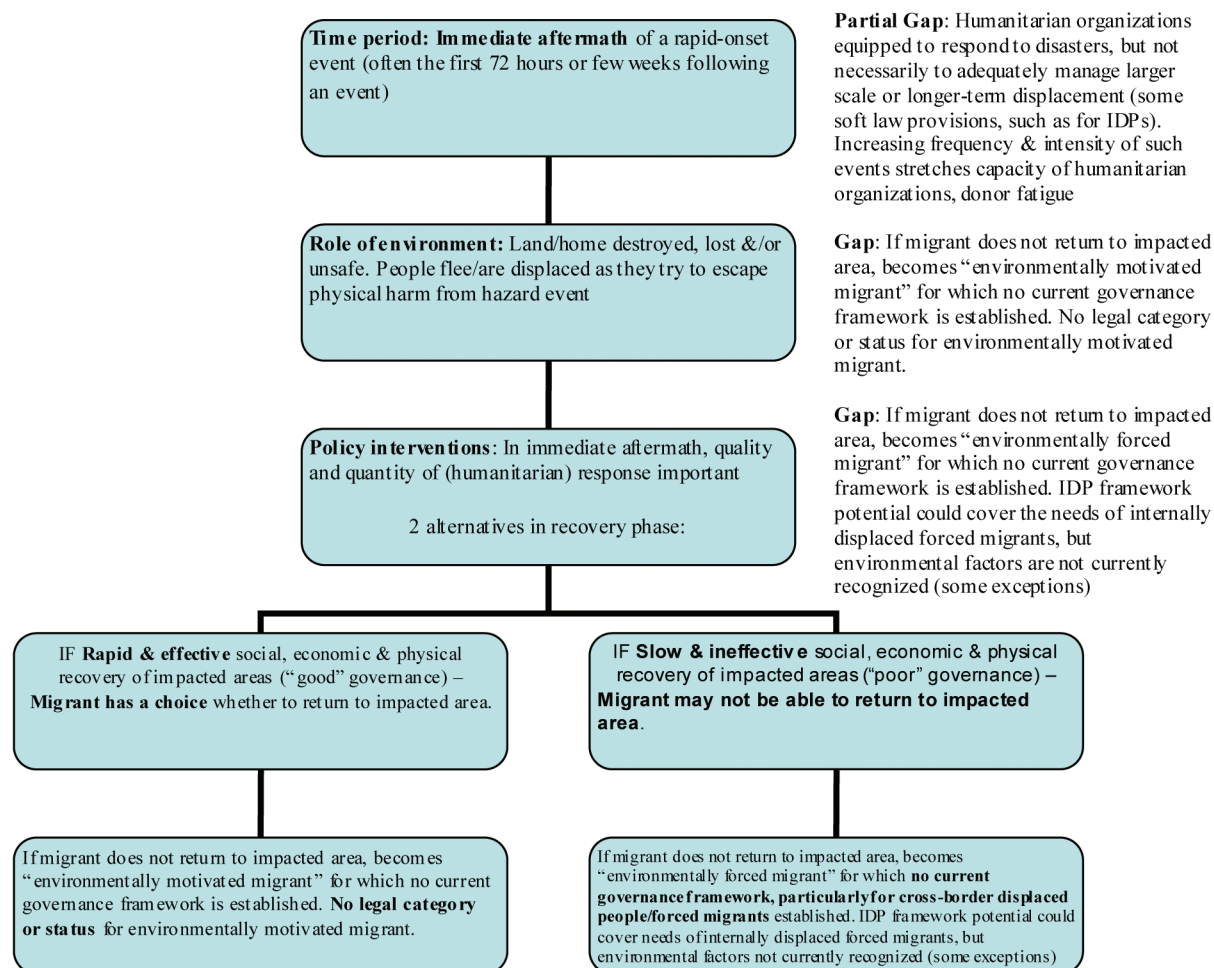 Time period: Immediate aftermath of a rapid-onset
event (often the first 72 hours or few weeks following
an event)
Partial Gap: Humanitarian organizations
equipped to respond to disasters, but not
necessarily to adequately manage larger
scale or longer-term displacement (some
soft law provisions, such as for IDPs).
Increasing frequency & intensity of such
events stretches capacity of humanitarian
organizations, donor fatigue
Role of environment: Land/home destroyed, lost &/or
unsafe. People flee/are displaced as they try to escape
physical harm from hazard event
Gap: If migrant does not return to impacted
area, becomes “environmentally motivated
migrant” for which no current governance
framework is established. No legal category
or status for environmentally motivated
migrant.
Policy interventions: In immediate aftermath, quality
and quantity of (humanitarian) response important
2 alternatives in recovery phase:
Gap: If migrant does not return to impacted
area, becomes “environmentally forced
migrant” for which no current governance
framework is established. IDP framework
potential could cover the needs of internally
displaced forced migrants, but
environmental factors are not currently
recognized (some exceptions)
IF Rapid & effective social, economic & physical
recovery of impacted areas (“good” governance) –
Migrant has a choice whether to return to impacted area.
IF Slow & ineffective social, economic & physical
recovery of impacted areas (“poor” governance) –
Migrant may not be able to return to impacted
area.
If migrant does not return to impacted area, becomes
“environmentally motivated migrant” for which no current
governance framework is established. No legal category
or status for environmentally motivated migrant.
If migrant does not return to impacted area, becomes
“environmentally forced migrant” for which no current
governance framework, particularly for cross-border displaced
people/forced migrants established. IDP framework potential could
cover needs of internally displaced forced migrants, but
environmental factors not currently recognized (some exceptions)